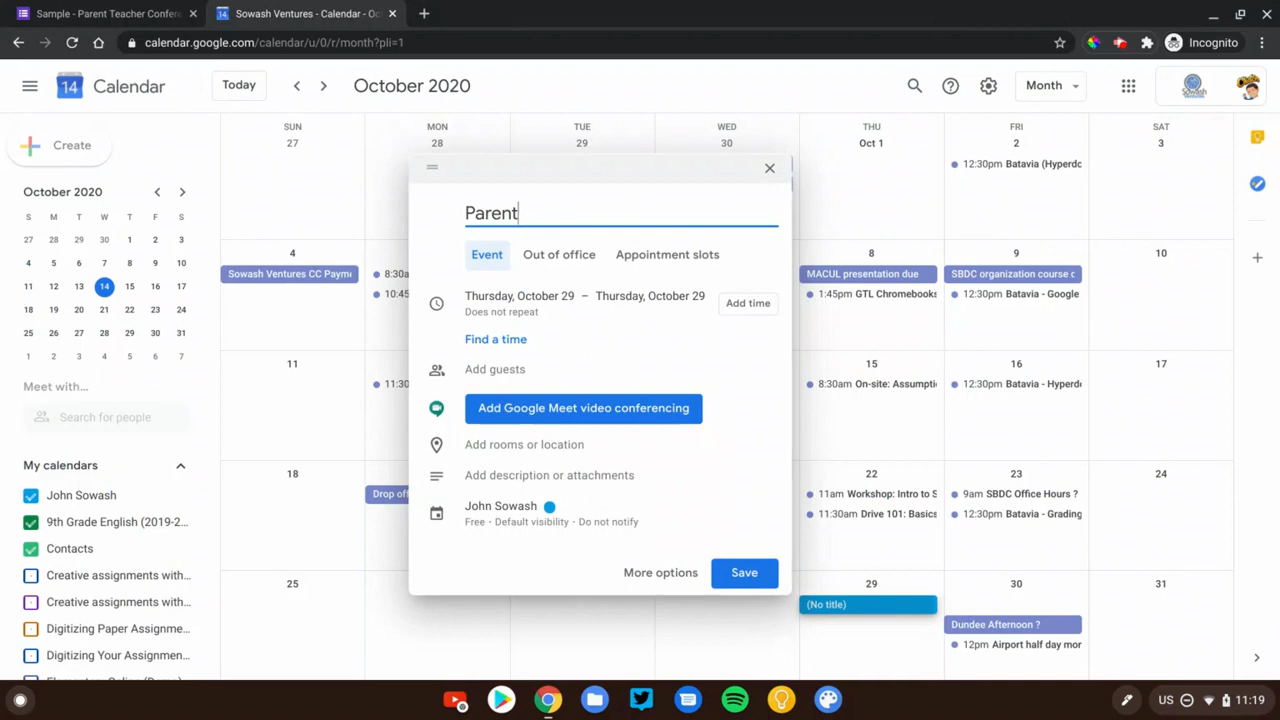 Sample - Parent Teacher Confere
Sowash Ventures - Calendar - Oct
calendar.google.com/calendar/u/0/r/month?pli=1
Incognito
14
Calendar
Today
October 2020
Month
Create
October 2020
S M T W T F S
27 28 29 30 1 2 3
4 5 6 7 8 9 10
11 12 13 14 15 16 17
18 19 20 21 22 23 24
25 26 27 28 29 30 31
1 2 3 4 5 6 7
Meet with...
Search for people
My calendars
John Sowash
9th Grade English (2019-2...
Contacts
Creative assignments with...
Creative assignments with...
Digitizing Paper Assignme...
Digitizing Your Assignmen...
SUN MON TUE WED THU FRI SAT
27 28 29 30 Oct 1 2 3
12:30pm Batavia (Hyperdo
4 8 9 10
Sowash Ventures CC Payme
8:30a
10:45
MACUL presentation due
1:45pm GTL Chromebooks
SBDC organization course d
12:30pm Batavia - Google
11 15 16 17
11:30
8:30am On-site: Assumpti
12:30pm Batavia - Hyperdo
18 22 23 24
Drop off
11am Workshop: Intro to S
11:30am Drive 101: Basics
9am SBDC Office Hours ?
12:30pm Batavia - Grading
25 29 30 31
(No title)
Dundee Afternoon ?
12pm Airport half day mor
Parent
Event Out of office Appointment slots
Thursday, October 29 – Thursday, October 29
Add time
Does not repeat
Find a time
Add guests
Add Google Meet video conferencing
Add rooms or location
Add description or attachments
John Sowash
Free · Default visibility · Do not notify
More options
Save
US
11:19